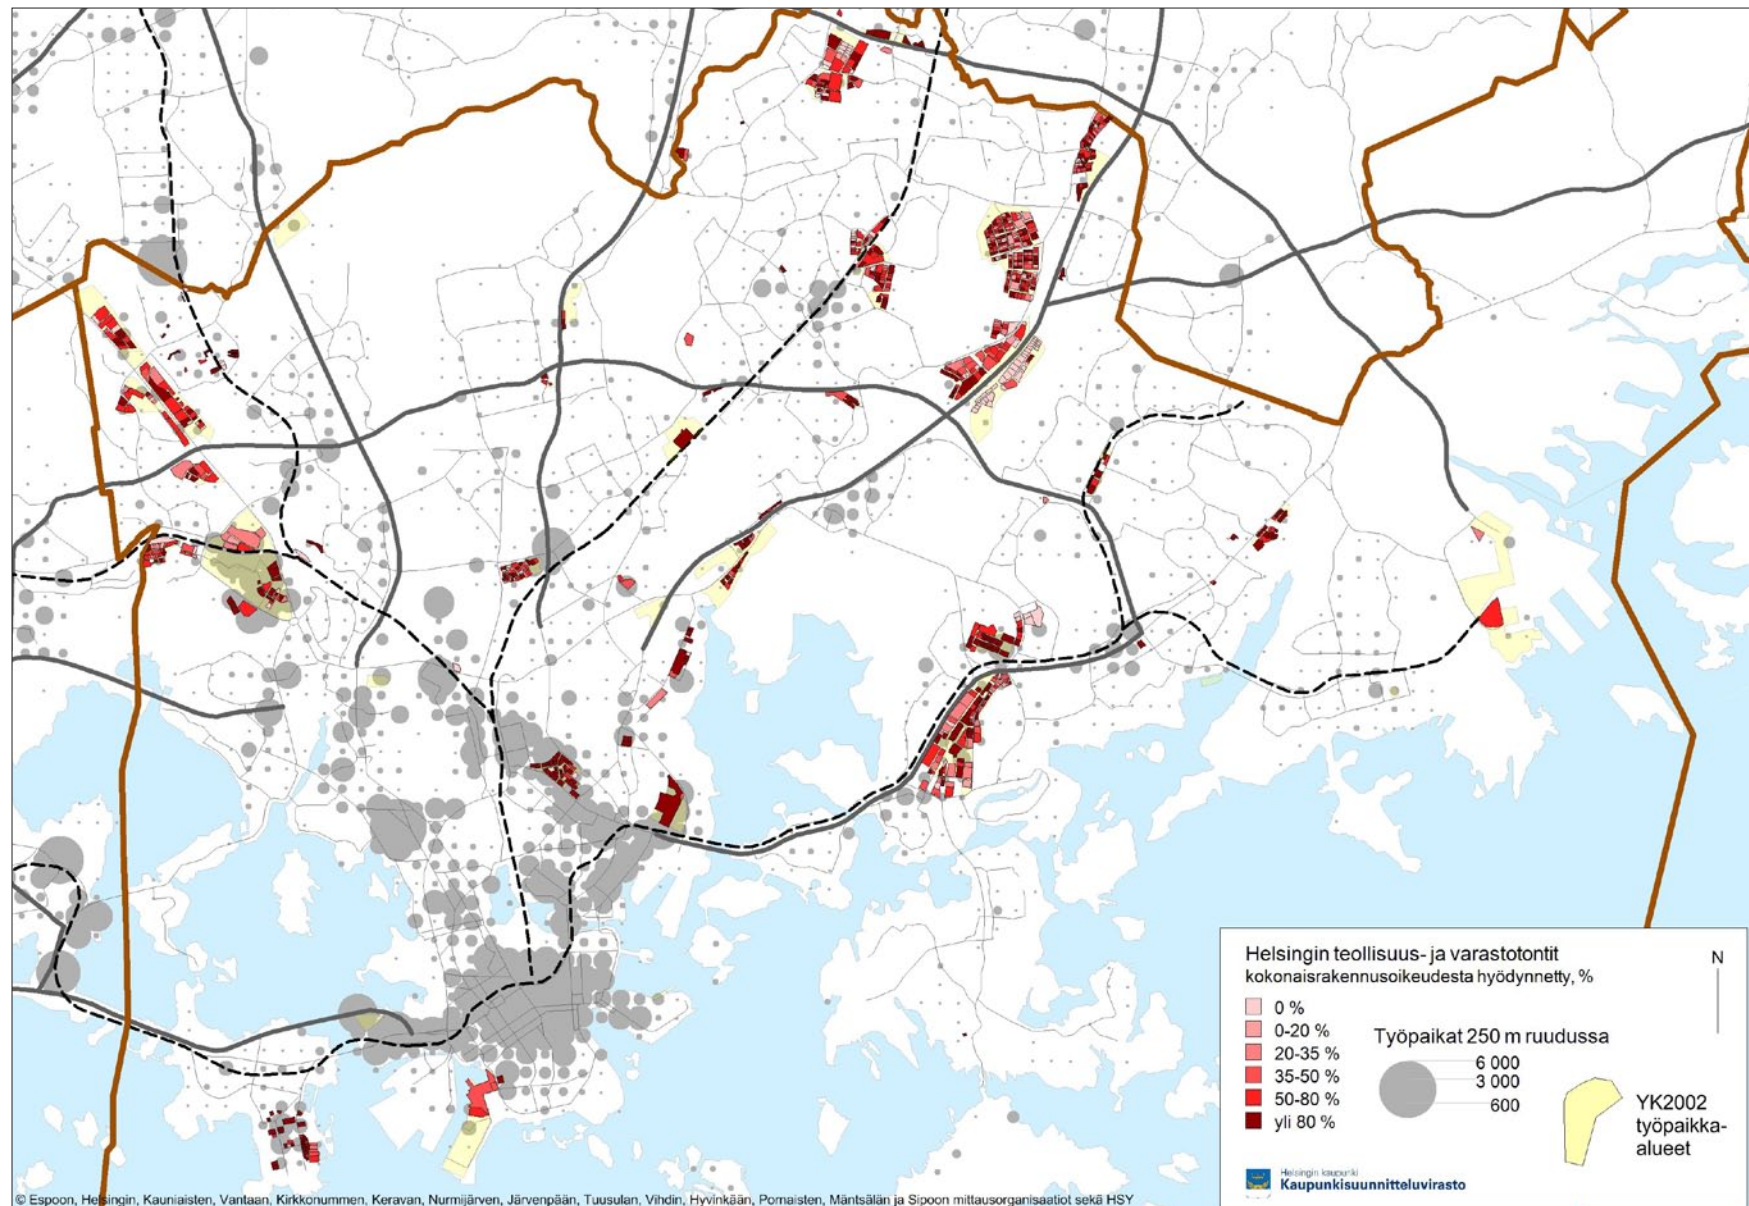 Helsingin teollisuus- ja varastotontit
kokonaisrakennusoikeudesta hyödynnetty, %
0 %
0-20 %
20-35 %
35-50 %
50-80 %
yli 80 %
Työpaikat 250 m ruudussa
6 000
3 000
600
N
YK2002
työpaikka-
alueet
Helsingin kaupunki
Kaupunkisuunnitteluvirasto
© Espoon, Helsingin, Kauniaisten, Vantaan, Kirkkonummen, Keravan, Nurmijärven, Järvenpään, Tuusulan, Vihdin, Hyvinkään, Pornaisten, Mäntsälän ja Sipoon mittausorganisaatiot sekä HSY